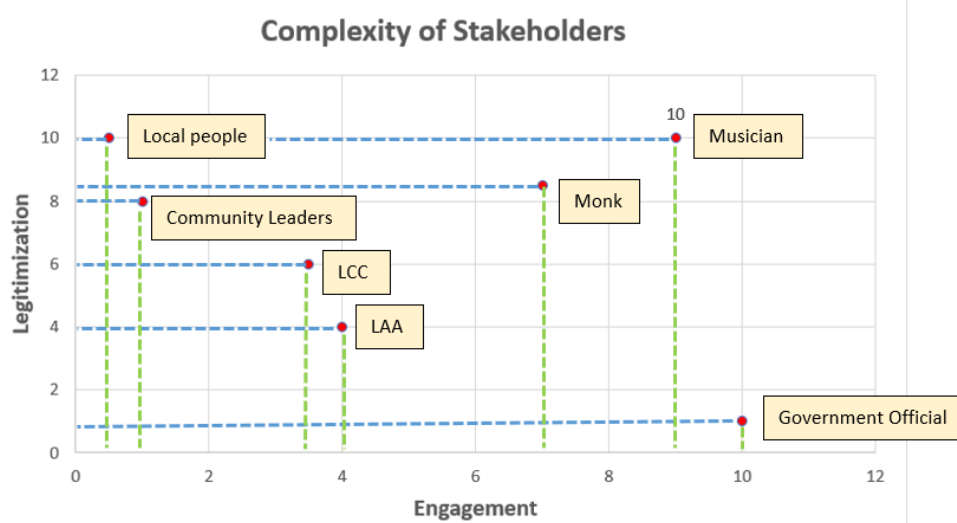 Complexity of Stakeholders
12
10
8
6
4
2
0
Legitimization
Local people
10
Musician
Monk
Community Leaders
LCC
LAA
Government Official
0 2 4 6 8 10 12
Engagement